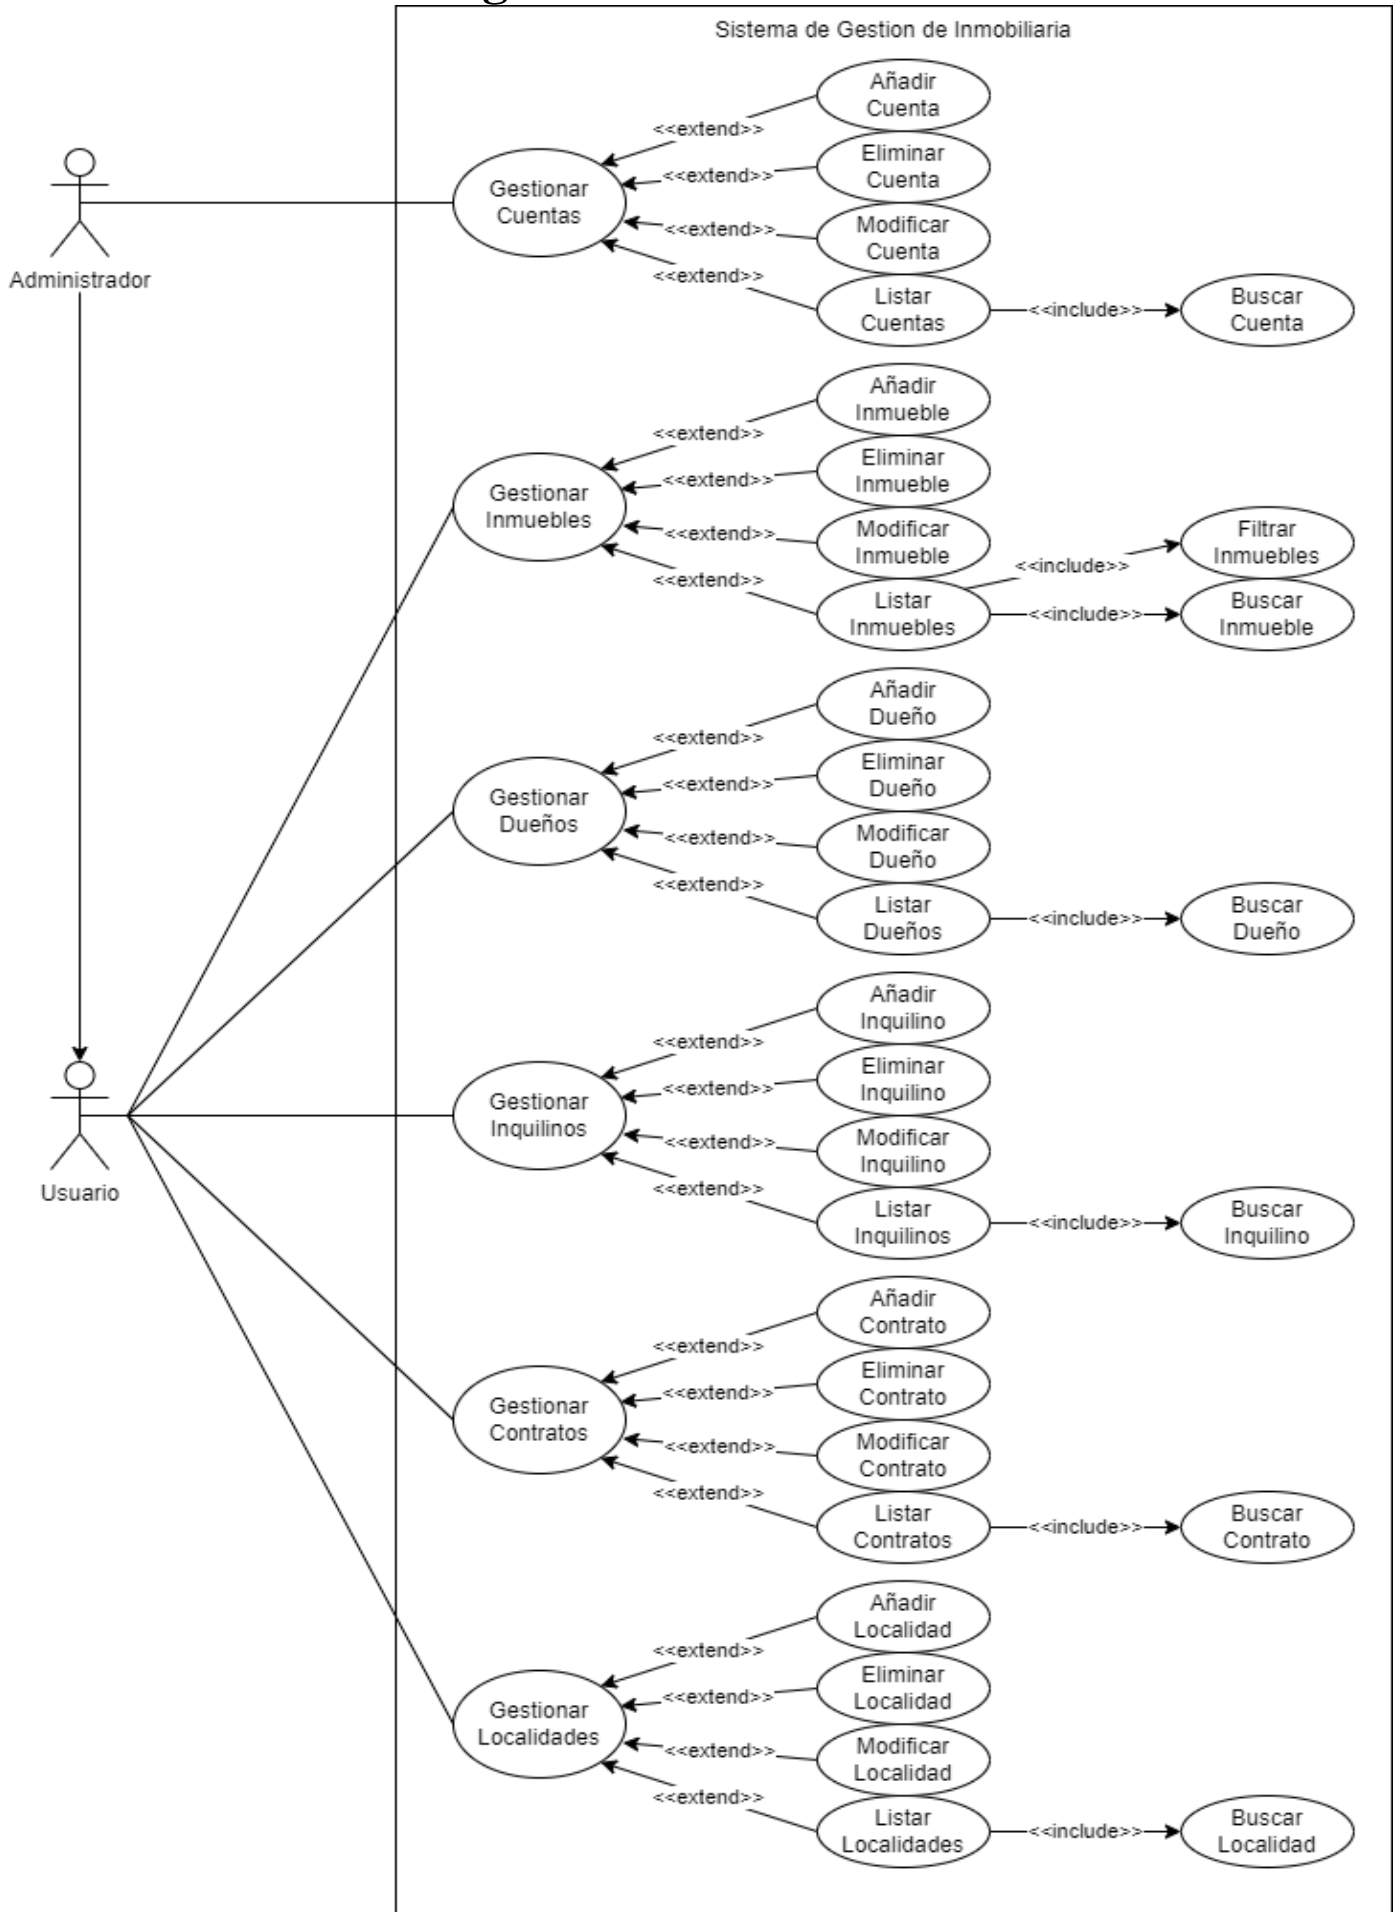 Sistema de Gestion de Inmobiliaria
Añadir
Cuenta
<<extend>>
Eliminar
Cuenta
<<extend>>
Gestionar
Cuentas
Modificar
Cuenta
<<extend>>
Administrador
<<extend>>
Listar
Cuentas
<<include>>
Buscar
Cuenta
Añadir
Inmueble
<<extend>>
Eliminar
Inmueble
<<extend>>
Gestionar
Inmuebles
Modificar
Inmueble
<<extend>>
Filtrar
Inmuebles
<<include>>
<<extend>>
Listar
Inmuebles
<<include>>
Buscar
Inmueble
Añadir
Dueño
<<extend>>
Eliminar
Dueño
<<extend>>
Gestionar
Dueños
Modificar
Dueño
<<extend>>
<<extend>>
Listar
Dueños
<<include>>
Buscar
Dueño
Añadir
Inquilino
<<extend>>
Eliminar
Inquilino
<<extend>>
Gestionar
Inquilinos
Modificar
Inquilino
<<extend>>
Usuario
<<extend>>
Listar
Inquilinos
<<include>>
Buscar
Inquilino
Añadir
Contrato
<<extend>>
Eliminar
Contrato
<<extend>>
Gestionar
Contratos
Modificar
Contrato
<<extend>>
<<extend>>
Listar
Contratos
<<include>>
Buscar
Contrato
Añadir
Localidad
<<extend>>
Eliminar
Localidad
<<extend>>
Gestionar
Localidades
Modificar
Localidad
<<extend>>
<<extend>>
Listar
Localidades
<<include>>
Buscar
Localidad